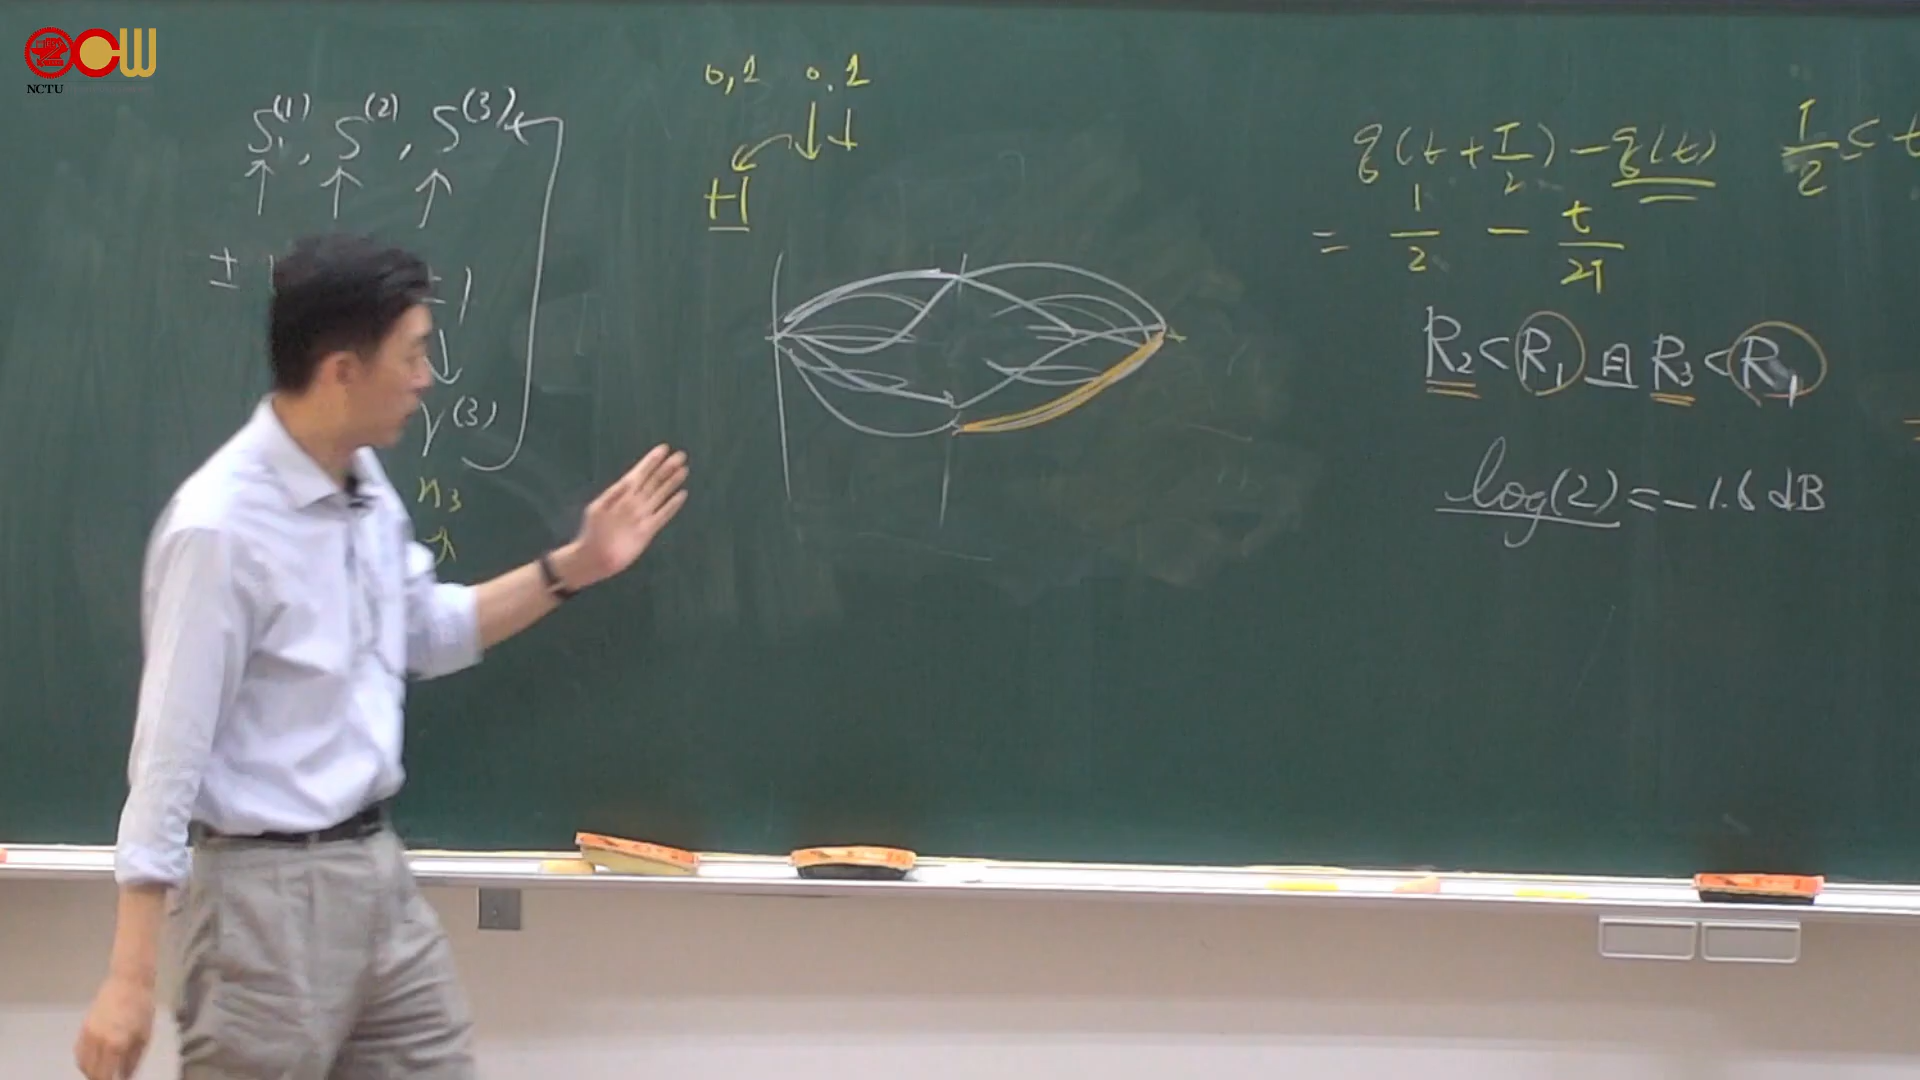 OCW
NCTU
S₁⁽¹⁾, S⁽²⁾, S⁽³⁾
±
1
γ⁽³⁾
n₃
0,1 0.1
H
q(t+T/2)-q(t) T/2 ≤ t
= 1/2 - t/2T
R₂<R₁ 且 R₃<R₁
log(2)=-1.6 dB